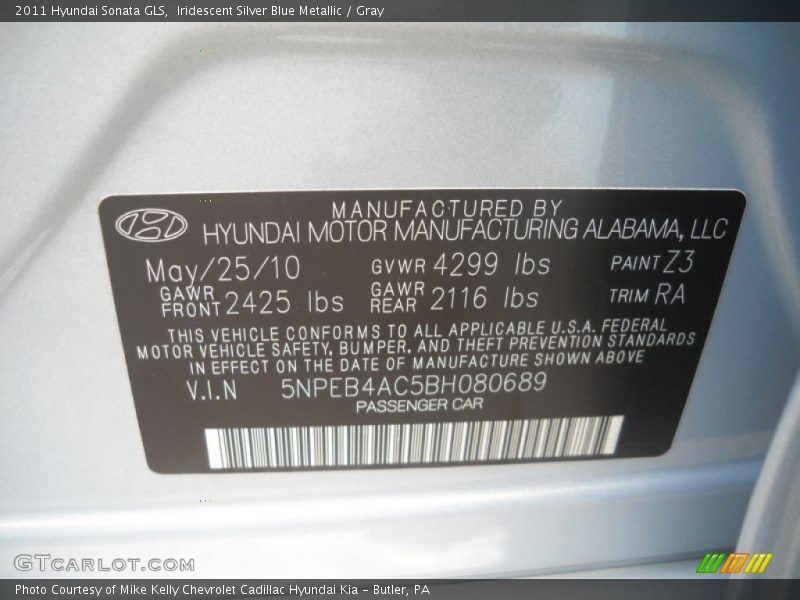 2011 Hyundai Sonata GLS,  Iridescent Silver Blue Metallic / Gray
MANUFACTURED BY
HYUNDAI MOTOR MANUFACTURING ALABAMA, LLC
May/25/10 GVWR 4299 lbs PAINT Z3
GAWR FRONT 2425 lbs GAWR REAR 2116 lbs TRIM RA
THIS VEHICLE CONFORMS TO ALL APPLICABLE U.S.A. FEDERAL
MOTOR VEHICLE SAFETY, BUMPER, AND THEFT PREVENTION STANDARDS
IN EFFECT ON THE DATE OF MANUFACTURE SHOWN ABOVE
V.I.N 5NPEB4AC5BH080689
PASSENGER CAR
GTCARLOT.COM
Photo Courtesy of Mike Kelly Chevrolet Cadillac Hyundai Kia - Butler, PA